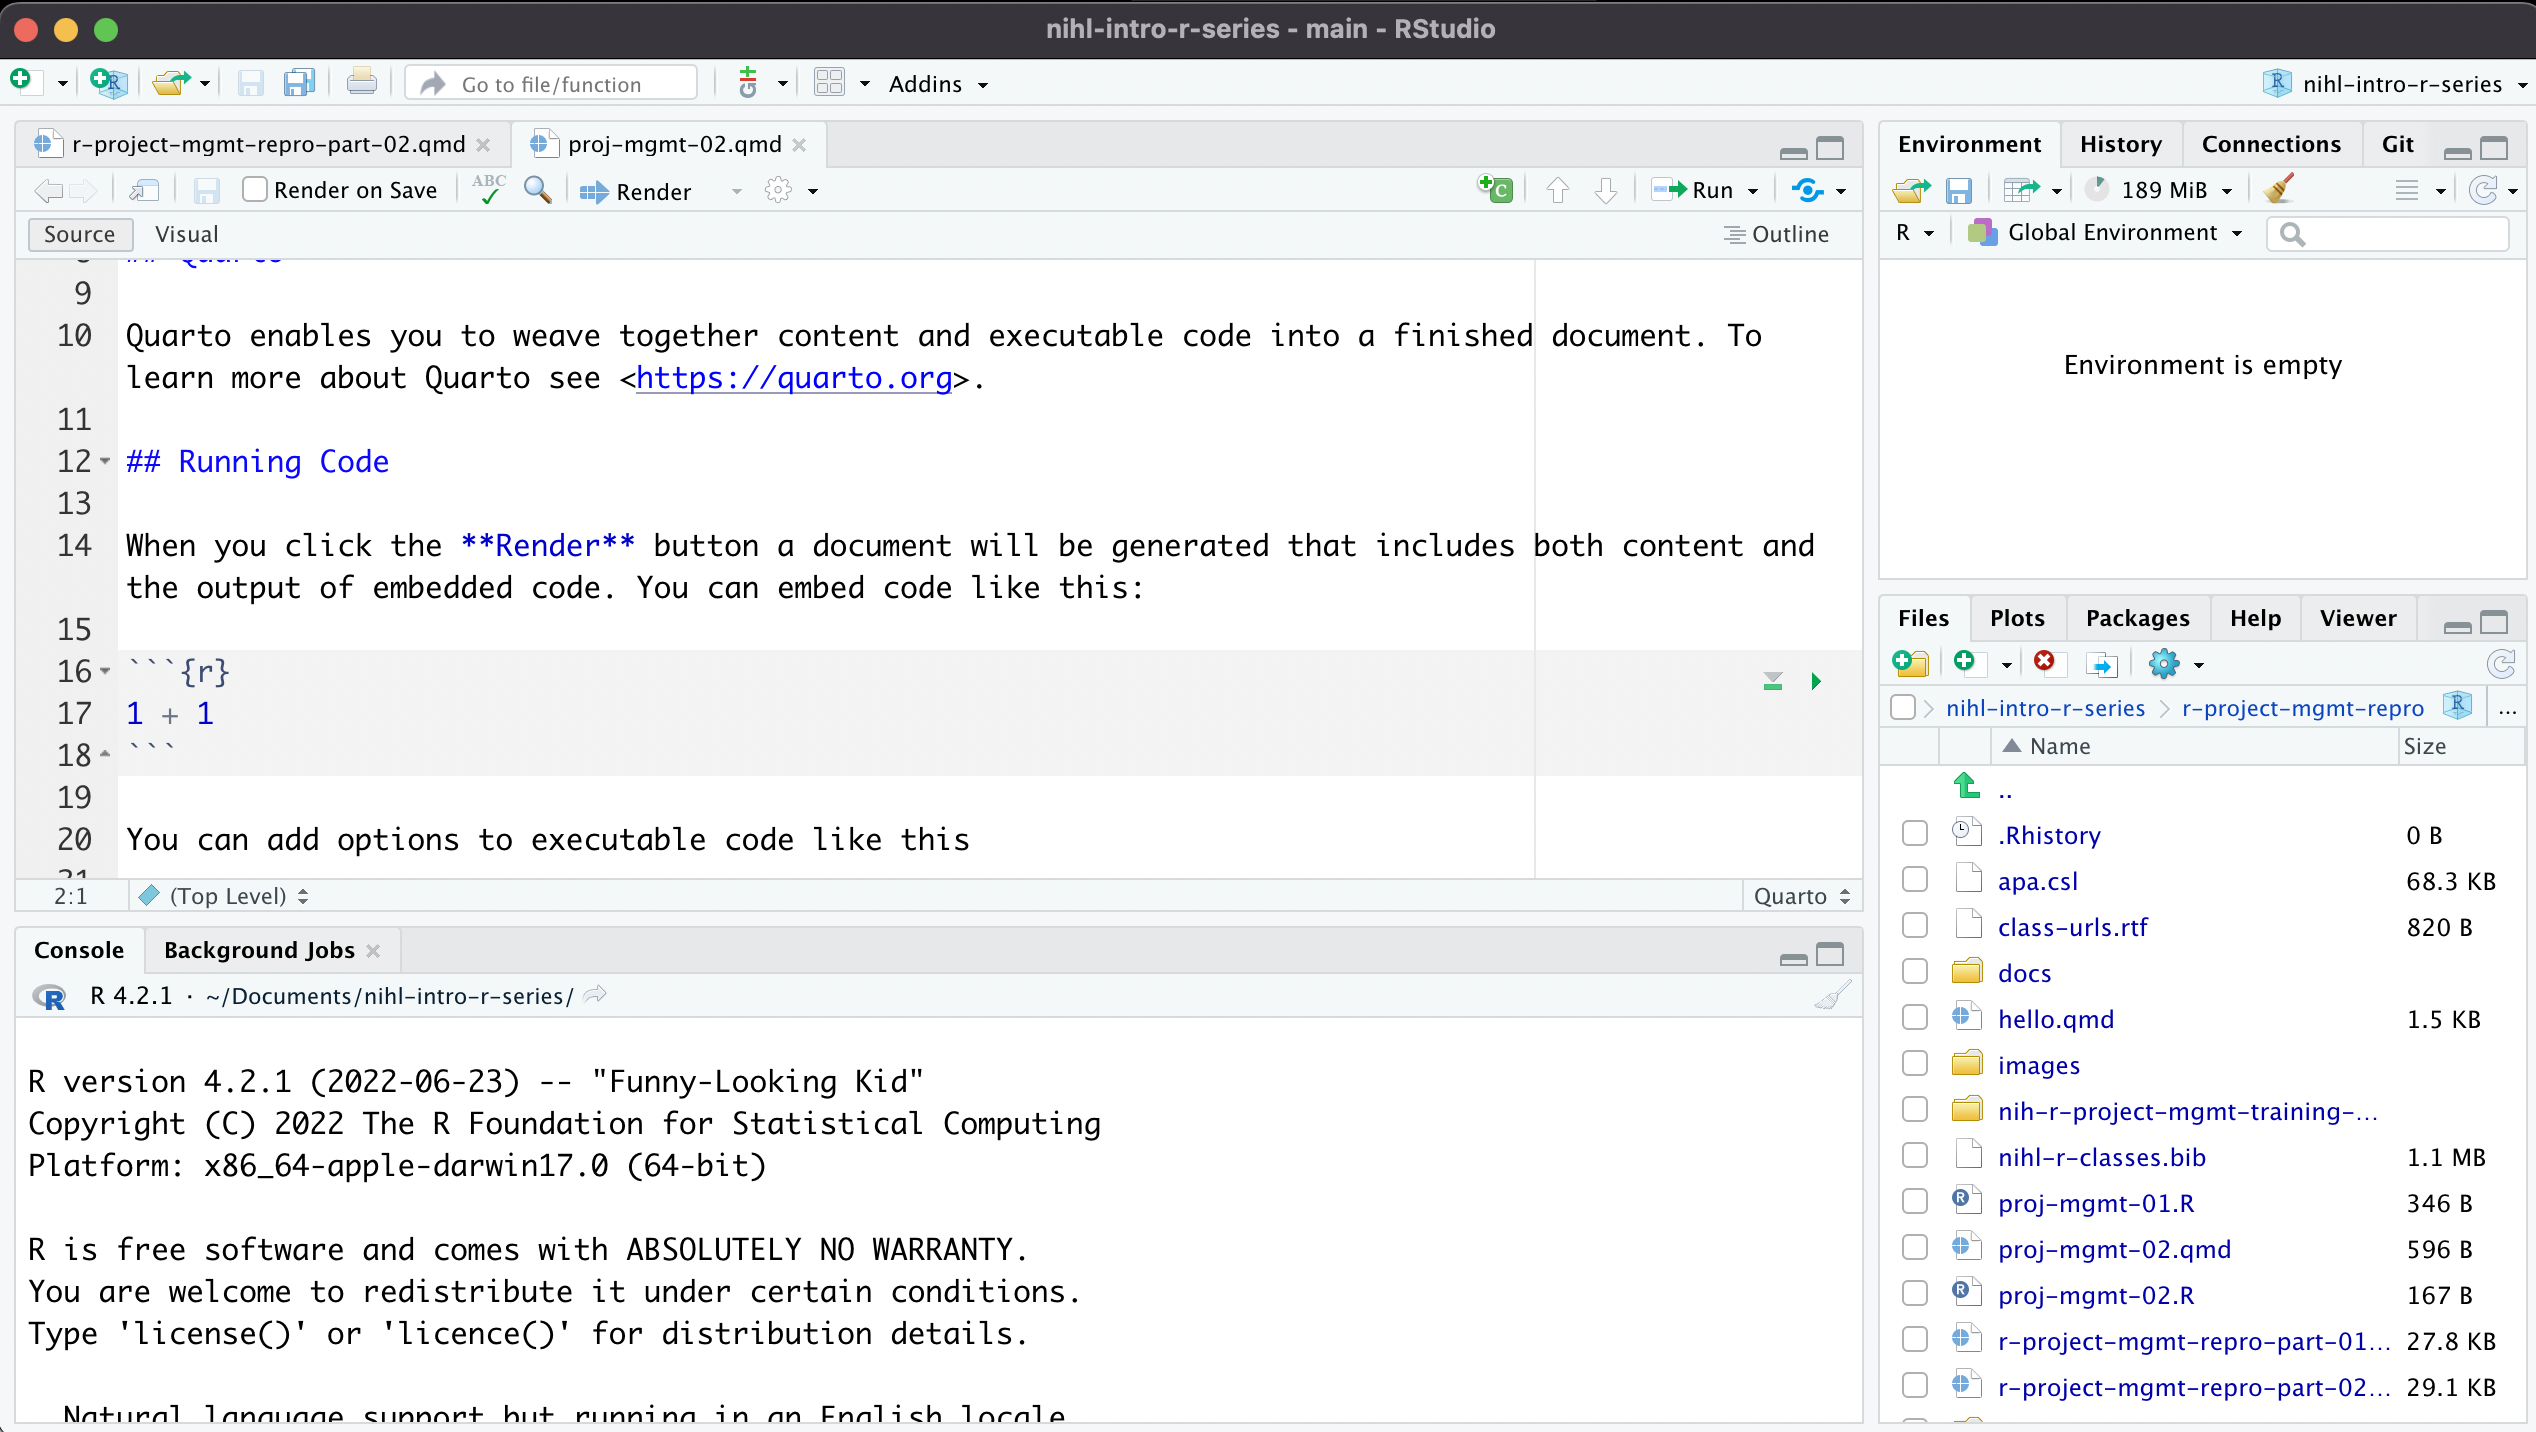 nihl-intro-r-series - main - RStudio
Go to file/function
Addins
nihl-intro-r-series
r-project-mgmt-repro-part-02.qmd
proj-mgmt-02.qmd
Render on Save
ABC
Render
Run
Source
Visual
Outline
8 ## Quarto
9
10 Quarto enables you to weave together content and executable code into a finished document. To
learn more about Quarto see <https://quarto.org>.
11
12 ## Running Code
13
14 When you click the **Render** button a document will be generated that includes both content and
the output of embedded code. You can embed code like this:
15
16 ```{r}
17 1 + 1
18 ```
19
20 You can add options to executable code like this
21
2:1
(Top Level)
Quarto
Console
Background Jobs
R 4.2.1 · ~/Documents/nihl-intro-r-series/
R version 4.2.1 (2022-06-23) -- "Funny-Looking Kid"
Copyright (C) 2022 The R Foundation for Statistical Computing
Platform: x86_64-apple-darwin17.0 (64-bit)
R is free software and comes with ABSOLUTELY NO WARRANTY.
You are welcome to redistribute it under certain conditions.
Type 'license()' or 'licence()' for distribution details.
Natural language support but running in an English locale
Environment
History
Connections
Git
189 MiB
R
Global Environment
Environment is empty
Files
Plots
Packages
Help
Viewer
nihl-intro-r-series > r-project-mgmt-repro
...
Name Size
..
.Rhistory 0 B
apa.csl 68.3 KB
class-urls.rtf 820 B
docs
hello.qmd 1.5 KB
images
nih-r-project-mgmt-training-...
nihl-r-classes.bib 1.1 MB
proj-mgmt-01.R 346 B
proj-mgmt-02.qmd 596 B
proj-mgmt-02.R 167 B
r-project-mgmt-repro-part-01... 27.8 KB
r-project-mgmt-repro-part-02... 29.1 KB